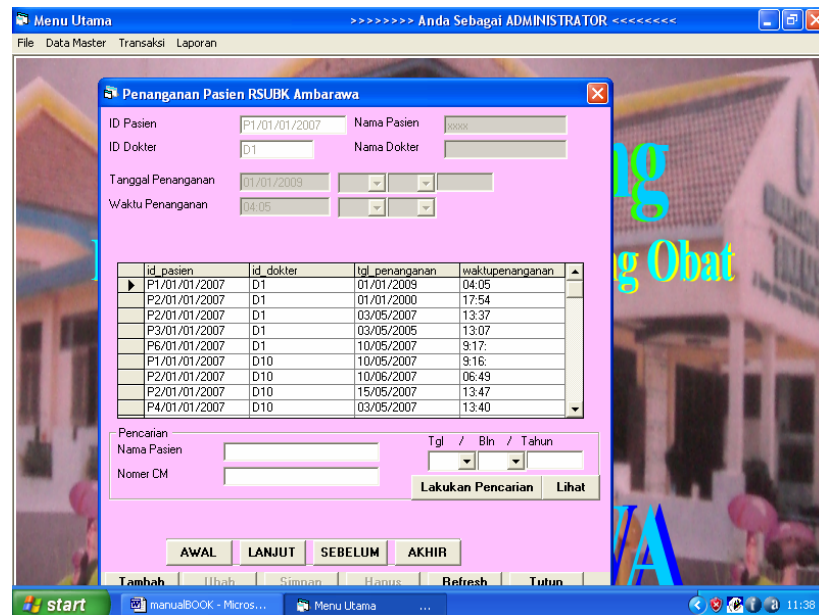 Menu Utama >>>>>>>> Anda Sebagai ADMINISTRATOR <<<<<<<<
File Data Master Transaksi Laporan
Penanganan Pasien RSUBK Ambarawa
ID Pasien P1/01/01/2007 Nama Pasien xxxx
ID Dokter D1 Nama Dokter
Tanggal Penanganan 01/01/2009
Waktu Penanganan 04:05
ng
ng Obat
id_pasien id_dokter tgl_penanganan waktupenanganan
P1/01/01/2007 D1 01/01/2009 04:05
P2/01/01/2007 D1 01/01/2000 17:54
P2/01/01/2007 D1 03/05/2007 13:37
P3/01/01/2007 D1 03/05/2005 13:07
P6/01/01/2007 D1 10/05/2007 9:17:
P1/01/01/2007 D10 10/05/2007 9:16:
P2/01/01/2007 D10 10/06/2007 06:49
P2/01/01/2007 D10 15/05/2007 13:47
P4/01/01/2007 D10 03/05/2007 13:40
Pencarian
Nama Pasien Tgl / Bln / Tahun
Nomer CM
Lakukan Pencarian Lihat
WA
AWAL LANJUT SEBELUM AKHIR
Tambah Ubah Simpan Hapus Refresh Tutup
start manualBOOK - Micros... Menu Utama ... 11:38